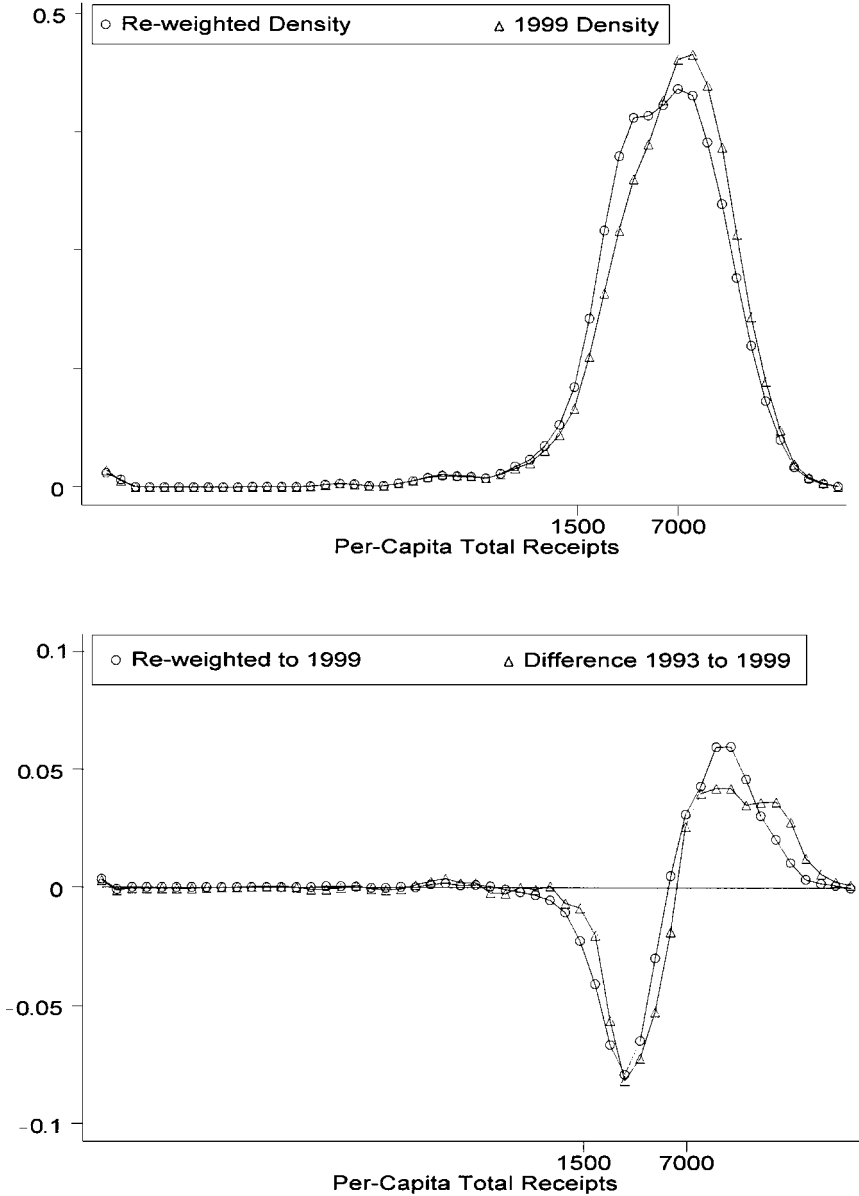 0.5
Re-weighted Density
1999 Density
0
1500
7000
Per-Capita Total Receipts
0.1
Re-weighted to 1999
Difference 1993 to 1999
0.05
0
-0.05
-0.1
1500
7000
Per-Capita Total Receipts